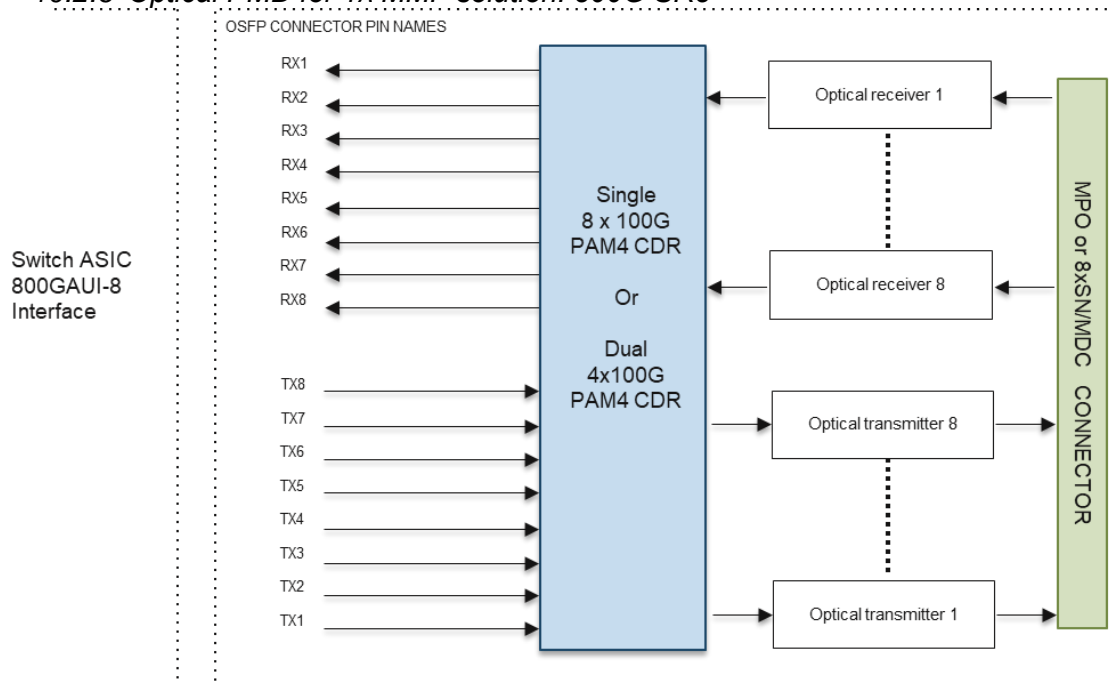 OSFP CONNECTOR PIN NAMES
RX1
RX2
RX3
RX4
RX5
RX6
RX7
RX8
TX8
TX7
TX6
TX5
TX4
TX3
TX2
TX1
Switch ASIC
800GAUI-8
Interface
Single
8 x 100G
PAM4 CDR
Or
Dual
4x100G
PAM4 CDR
Optical receiver 1
Optical receiver 8
Optical transmitter 8
Optical transmitter 1
MPO or 8xSN/MDC CONNECTOR